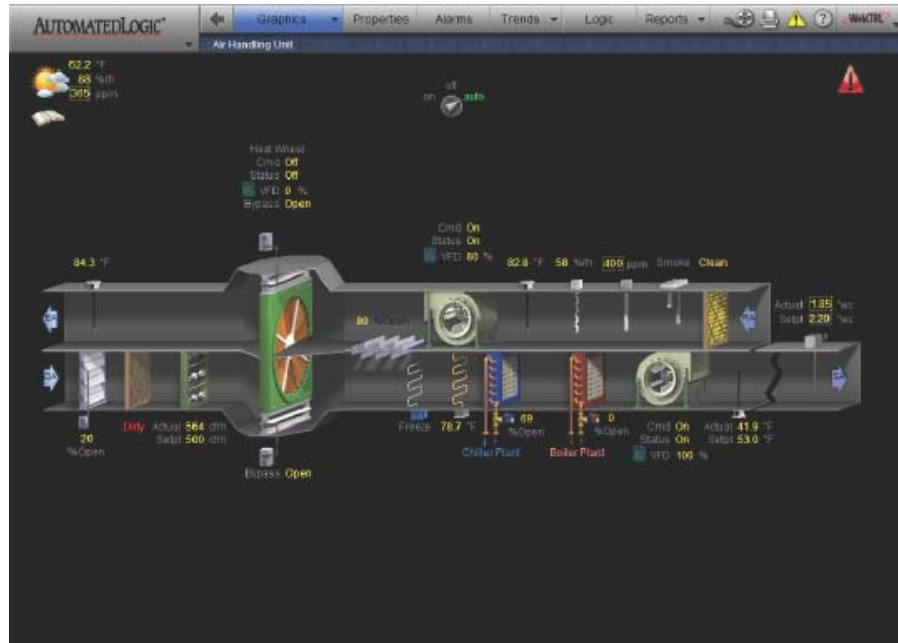 AUTOMATEDLOGIC®
Graphics Properties Alarms Trends Logic Reports WebCTRL
Air Handling Unit
62.2 °F
88 %rh
365 ppm
off
on auto
Heat Wheel
Cmd Off
Status Off
VFD 0 %
Bypass Open
Cmd On
Status On
VFD 80 %
84.3 °F
82.8 °F 58 %rh 400 ppm Smoke Clean
80 %Open
Actual 1.85 "wc
Setpt 2.20 "wc
20
%Open
Dirty
Actual 564 cfm
Setpt 500 cfm
Freeze 78.7 °F
69
%Open
Chiller Plant
0
%Open
Boiler Plant
Cmd On
Status On
VFD 100 %
Actual 41.9 °F
Setpt 53.0 °F
Bypass Open